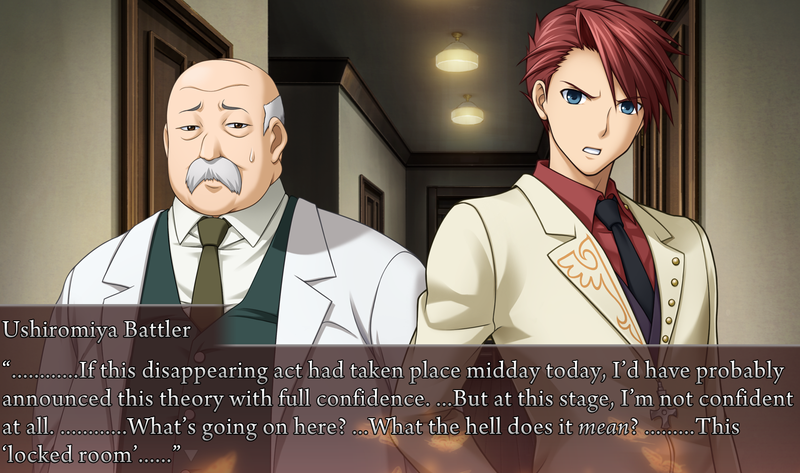 Ushiromiya Battler
“............If this disappearing act had taken place midday today, I’d have probably
announced this theory with full confidence. ...But at this stage, I’m not confident
at all. ............What’s going on here? ...What the hell does it mean? .........This
‘locked room’......”